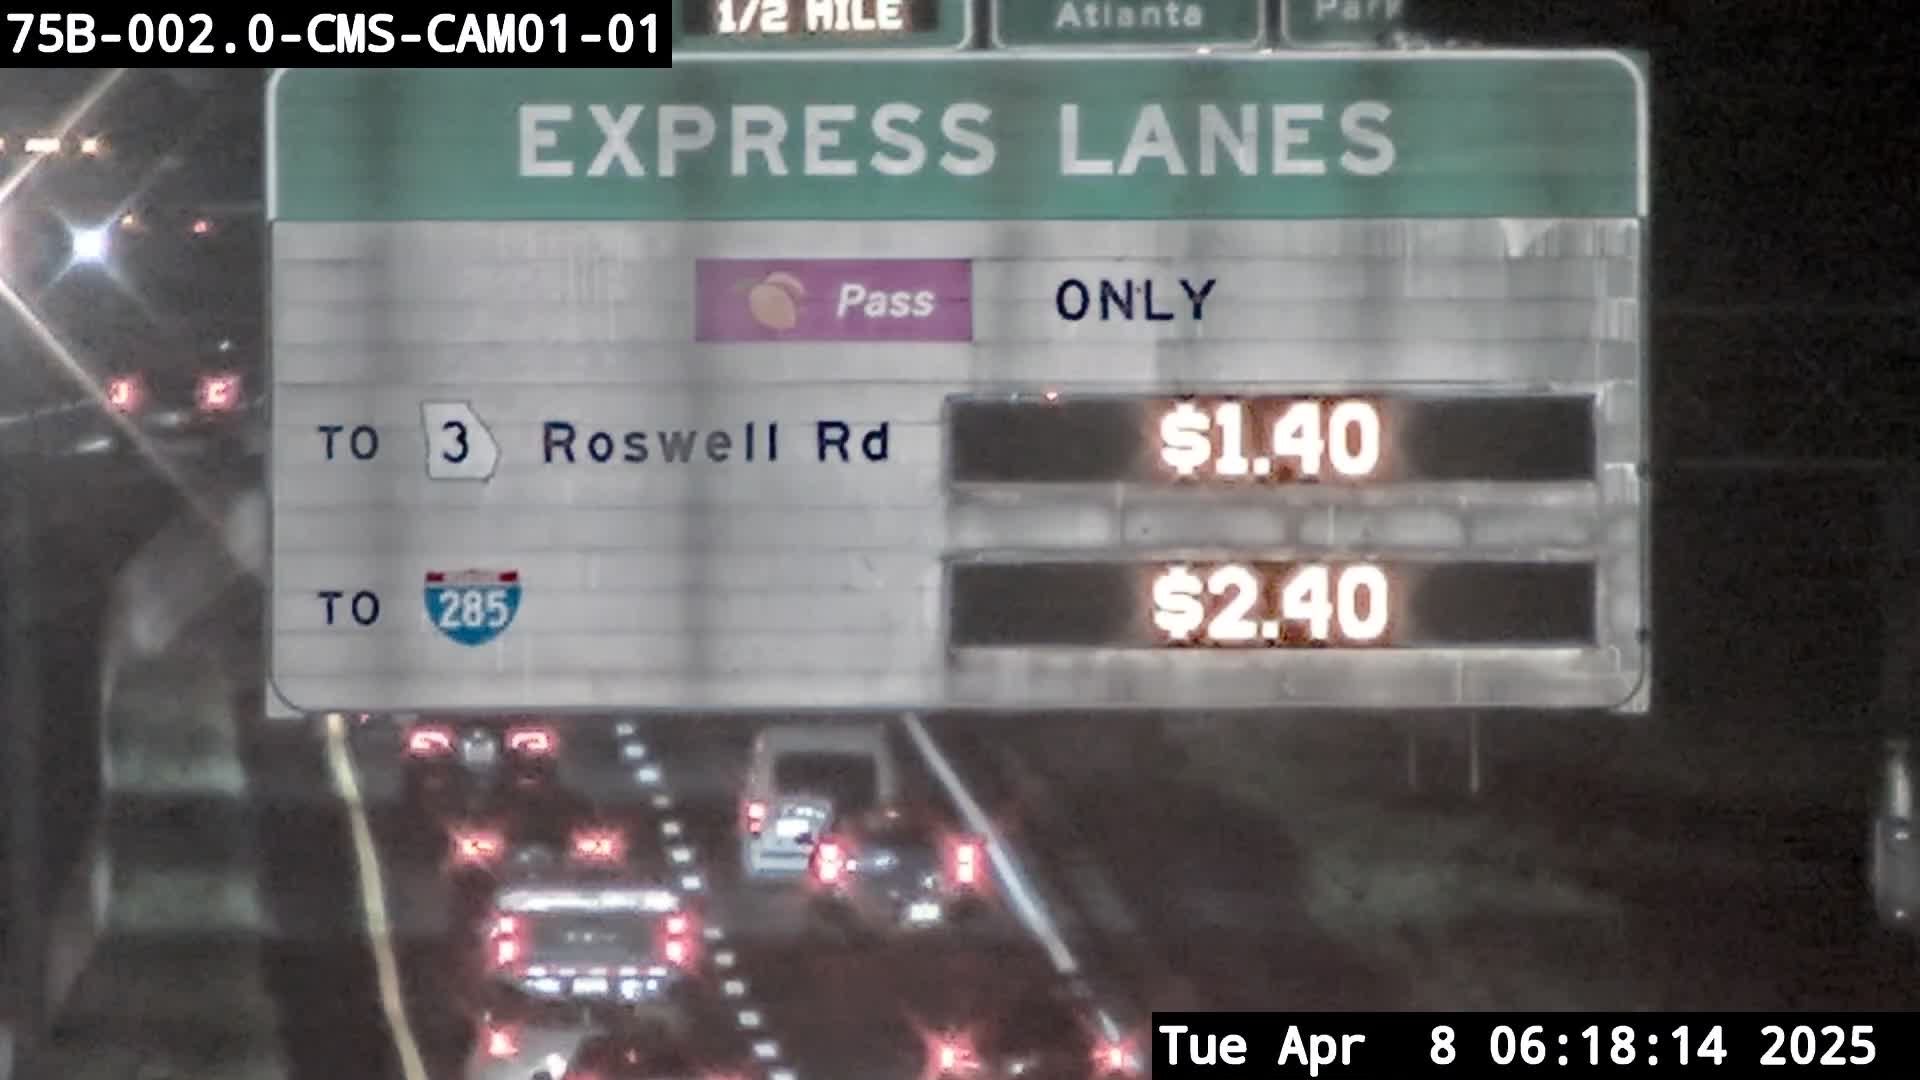 75B-002.0-CMS-CAM01-01
1/2 MILE
Atlanta
Park
EXPRESS LANES
Pass ONLY
TO 3 Roswell Rd $1.40
TO 285 $2.40
Tue Apr 8 06:18:14 2025